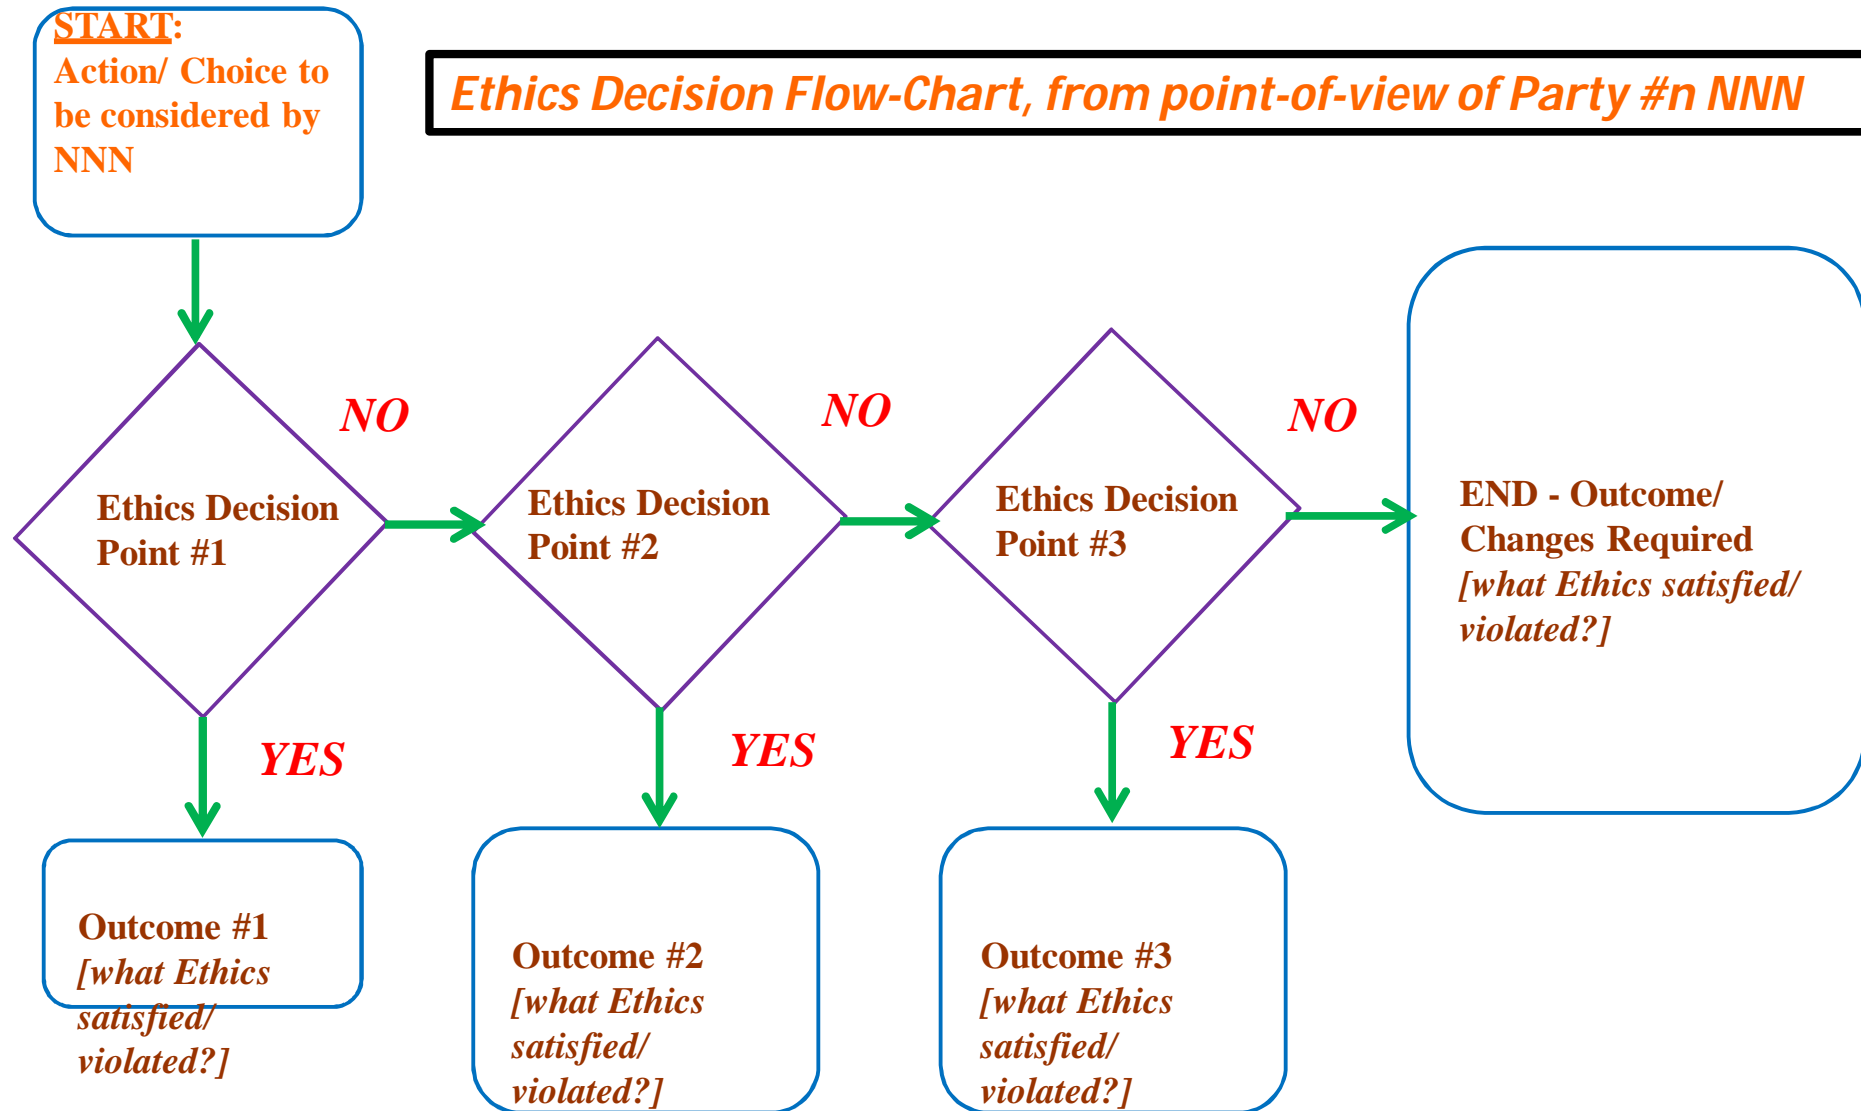 START:
Action/ Choice to
be considered by
NNN
Ethics Decision Flow-Chart, from point-of-view of Party #n NNN
NO
NO
NO
Ethics Decision
Point #1
Ethics Decision
Point #2
Ethics Decision
Point #3
END - Outcome/
Changes Required
[what Ethics satisfied/
violated?]
YES
YES
YES
Outcome #1
[what Ethics
satisfied/
violated?]
Outcome #2
[what Ethics
satisfied/
violated?]
Outcome #3
[what Ethics
satisfied/
violated?]